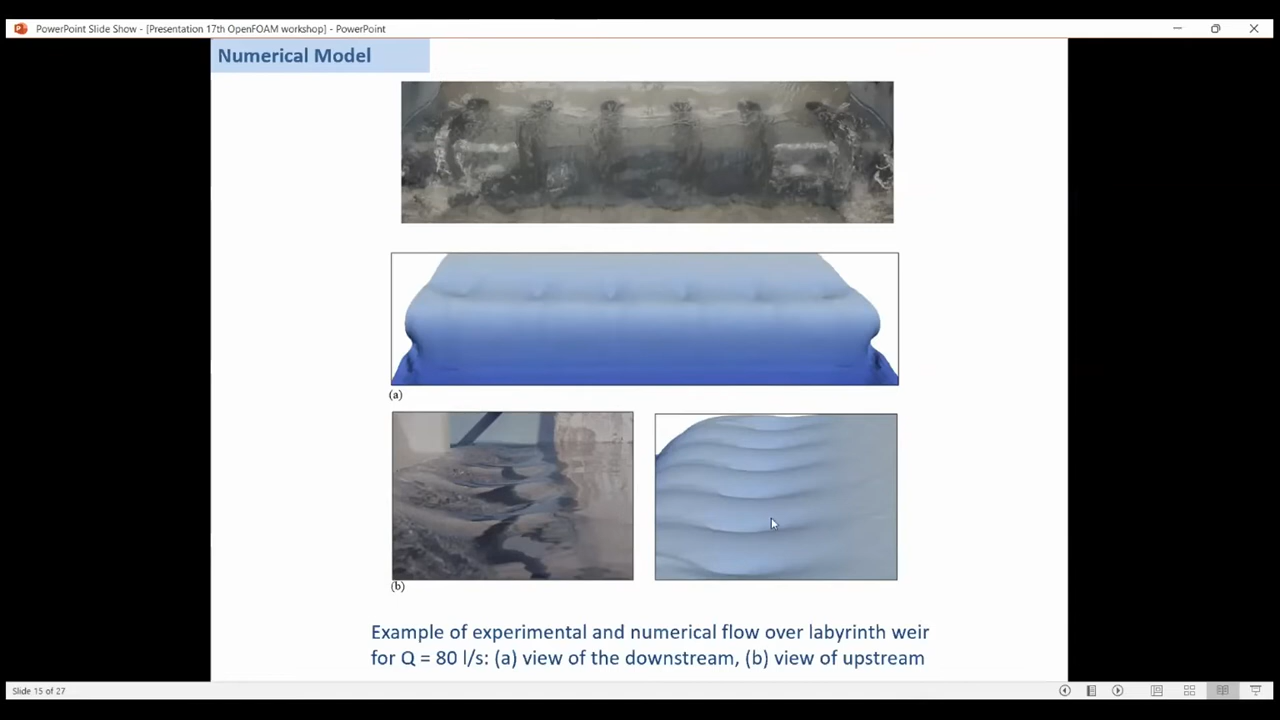 PowerPoint Slide Show - [Presentation 17th OpenFOAM workshop] - PowerPoint
Numerical Model
(a)
(b)
Example of experimental and numerical flow over labyrinth weir
for Q = 80 l/s: (a) view of the downstream, (b) view of upstream
Slide 15 of 27